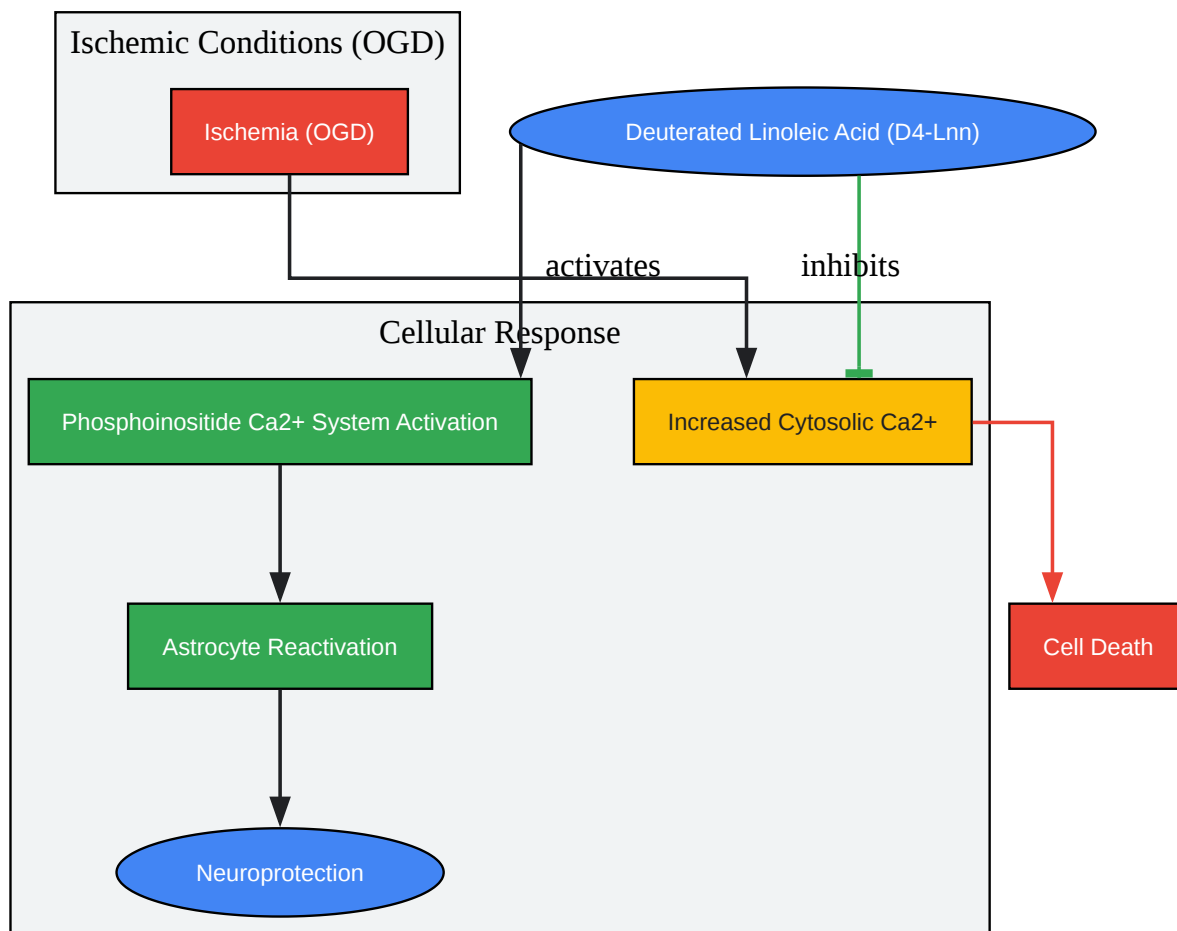 Ischemic Conditions (OGD)
Ischemia (OGD)
Deuterated Linoleic Acid (D4-Lnn)
activates
inhibits
Cellular Response
Phosphoinositide Ca2+ System Activation
Increased Cytosolic Ca2+
Astrocyte Reactivation
Cell Death
Neuroprotection